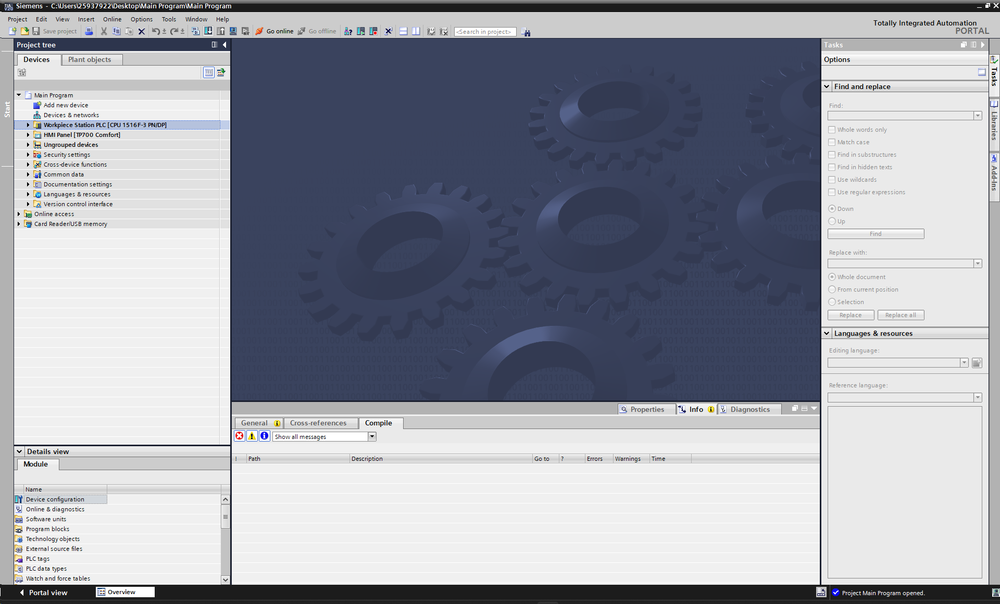 Siemens - C:\Users\25937922\Desktop\Main Program\Main Program
Project Edit View Insert Online Options Tools Window Help
Totally Integrated Automation
PORTAL
Save project
Go online
Go offline
<Search in project>
Project tree
Devices
Plant objects
Start
Main Program
Add new device
Devices & networks
Workpiece Station PLC [CPU 1516F-3 PN/DP]
HMI Panel [TP700 Comfort]
Ungrouped devices
Security settings
Cross-device functions
Common data
Documentation settings
Languages & resources
Version control interface
Online access
Card Reader/USB memory
Details view
Module
Name
Device configuration
Online & diagnostics
Software units
Program blocks
Technology objects
External source files
PLC tags
PLC data types
Watch and force tables
Properties
Info
Diagnostics
General
Cross-references
Compile
Show all messages
! Path Description Go to ? Errors Warnings Time
Tasks
Options
Find and replace
Find:
Whole words only
Match case
Find in substructures
Find in hidden texts
Use wildcards
Use regular expressions
Down
Up
Find
Replace with:
Whole document
From current position
Selection
Replace
Replace all
Languages & resources
Editing language:
Reference language:
Tasks
Libraries
Add-Ins
Portal view
Overview
Project Main Program opened.